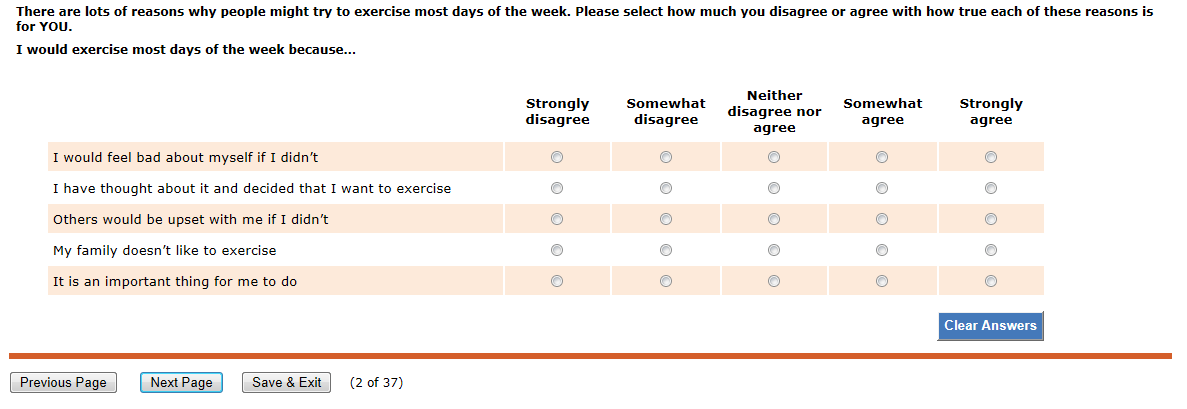 There are lots of reasons why people might try to exercise most days of the week. Please select how much you disagree or agree with how true each of these reasons is
for YOU.
I would exercise most days of the week because...
Strongly disagree
Somewhat disagree
Neither disagree nor agree
Somewhat agree
Strongly agree
I would feel bad about myself if I didn’t
I have thought about it and decided that I want to exercise
Others would be upset with me if I didn’t
My family doesn’t like to exercise
It is an important thing for me to do
Clear Answers
Previous Page Next Page Save & Exit (2 of 37)